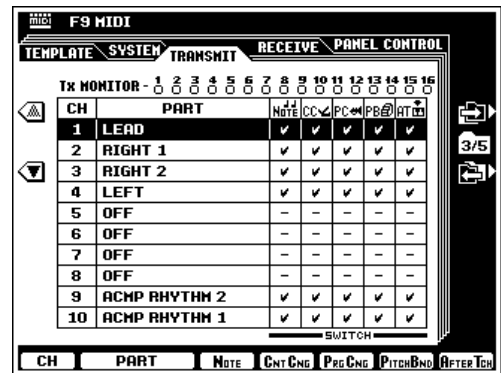 midi F9 MIDI
TEMPLATE SYSTEM TRANSMIT RECEIVE PANEL CONTROL
Tx MONITOR - 1 2 3 4 5 6 7 8 9 10 11 12 13 14 15 16
CH PART NOTE CC PC PB AT
1 LEAD ✓ ✓ ✓ ✓ ✓
3/5
2 RIGHT 1 ✓ ✓ ✓ ✓ ✓
3 RIGHT 2 ✓ ✓ ✓ ✓ ✓
4 LEFT ✓ ✓ ✓ ✓ ✓
5 OFF – – – – –
6 OFF – – – – –
7 OFF – – – – –
8 OFF – – – – –
9 ACMP RHYTHM 2 ✓ ✓ ✓ ✓ ✓
10 ACMP RHYTHM 1 ✓ ✓ ✓ ✓ ✓
SWITCH
CH PART NOTE CNT CNG PRG CNG PITCHBND AFTER TCH